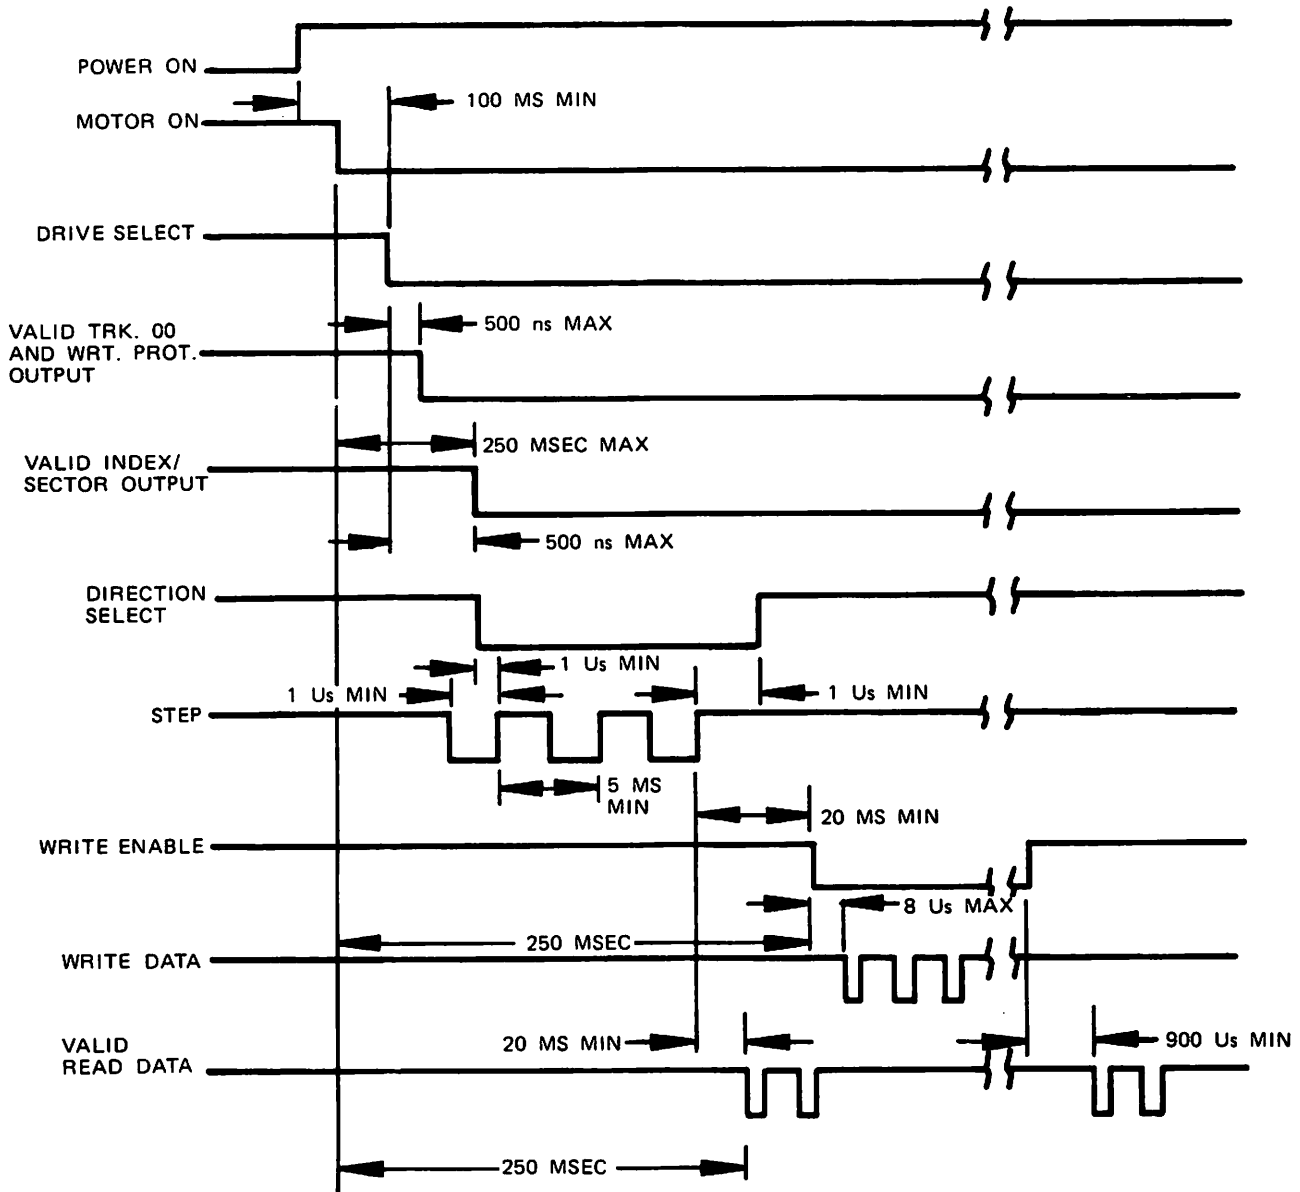 POWER ON
100 MS MIN
MOTOR ON
DRIVE SELECT
500 ns MAX
VALID TRK. 00
AND WRT. PROT.
OUTPUT
250 MSEC MAX
VALID INDEX/
SECTOR OUTPUT
500 ns MAX
DIRECTION
SELECT
1 Us MIN
1 Us MIN
1 Us MIN
STEP
5 MS
MIN
20 MS MIN
WRITE ENABLE
8 Us MAX
250 MSEC
WRITE DATA
20 MS MIN
900 Us MIN
VALID
READ DATA
250 MSEC